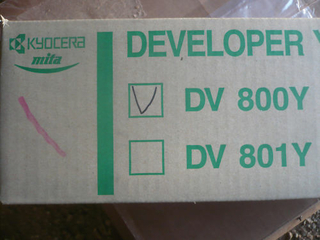 KYOCERA
mita
DEVELOPER Y
DV 800Y
DV 801Y